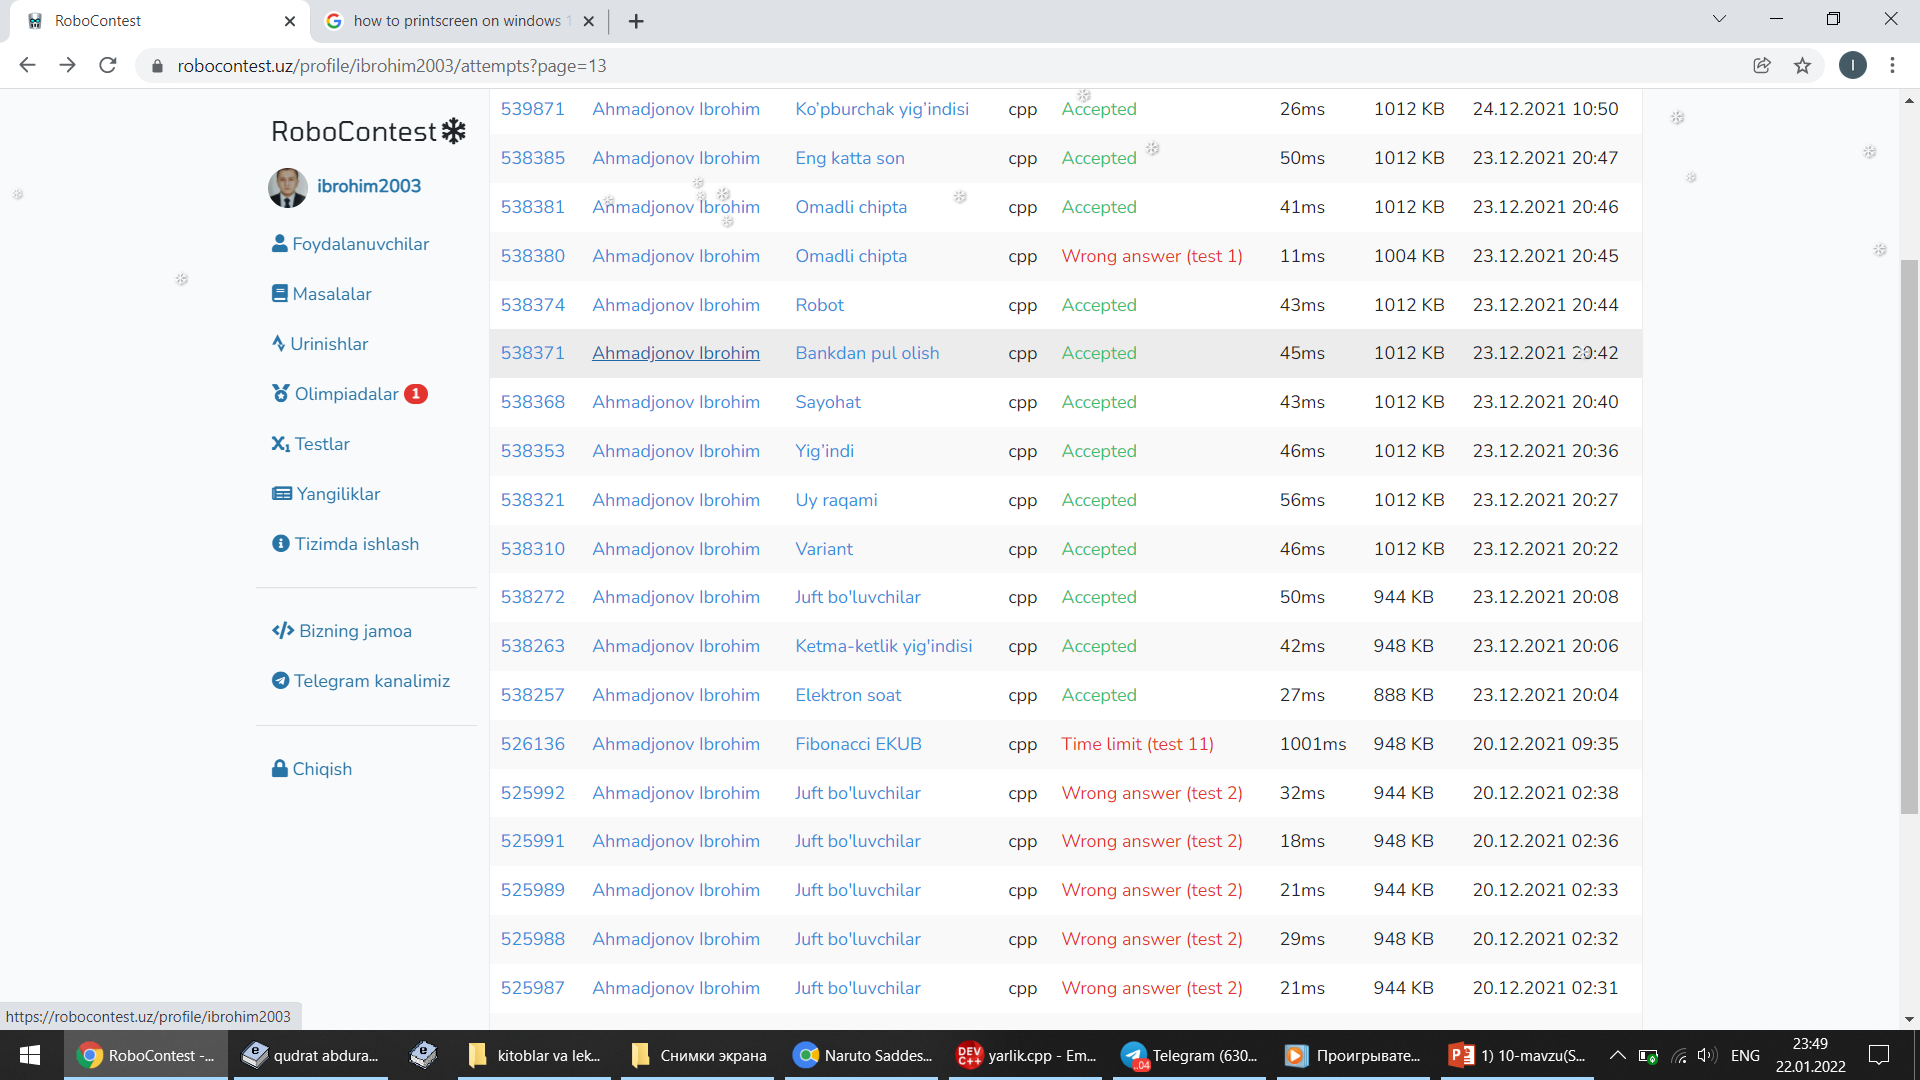 RoboContest
how to printscreen on windows 1
robocontest.uz/profile/ibrohim2003/attempts?page=13
I
RoboContest
ibrohim2003
Foydalanuvchilar
Masalalar
Urinishlar
Olimpiadalar 1
Testlar
Yangiliklar
Tizimda ishlash
Bizning jamoa
Telegram kanalimiz
Chiqish
539871 Ahmadjonov Ibrohim Ko'pburchak yig'indisi cpp Accepted 26ms 1012 KB 24.12.2021 10:50
538385 Ahmadjonov Ibrohim Eng katta son cpp Accepted 50ms 1012 KB 23.12.2021 20:47
538381 Ahmadjonov Ibrohim Omadli chipta cpp Accepted 41ms 1012 KB 23.12.2021 20:46
538380 Ahmadjonov Ibrohim Omadli chipta cpp Wrong answer (test 1) 11ms 1004 KB 23.12.2021 20:45
538374 Ahmadjonov Ibrohim Robot cpp Accepted 43ms 1012 KB 23.12.2021 20:44
538371 Ahmadjonov Ibrohim Bankdan pul olish cpp Accepted 45ms 1012 KB 23.12.2021 20:42
538368 Ahmadjonov Ibrohim Sayohat cpp Accepted 43ms 1012 KB 23.12.2021 20:40
538353 Ahmadjonov Ibrohim Yig'indi cpp Accepted 46ms 1012 KB 23.12.2021 20:36
538321 Ahmadjonov Ibrohim Uy raqami cpp Accepted 56ms 1012 KB 23.12.2021 20:27
538310 Ahmadjonov Ibrohim Variant cpp Accepted 46ms 1012 KB 23.12.2021 20:22
538272 Ahmadjonov Ibrohim Juft bo'luvchilar cpp Accepted 50ms 944 KB 23.12.2021 20:08
538263 Ahmadjonov Ibrohim Ketma-ketlik yig'indisi cpp Accepted 42ms 948 KB 23.12.2021 20:06
538257 Ahmadjonov Ibrohim Elektron soat cpp Accepted 27ms 888 KB 23.12.2021 20:04
526136 Ahmadjonov Ibrohim Fibonacci EKUB cpp Time limit (test 11) 1001ms 948 KB 20.12.2021 09:35
525992 Ahmadjonov Ibrohim Juft bo'luvchilar cpp Wrong answer (test 2) 32ms 944 KB 20.12.2021 02:38
525991 Ahmadjonov Ibrohim Juft bo'luvchilar cpp Wrong answer (test 2) 18ms 948 KB 20.12.2021 02:36
525989 Ahmadjonov Ibrohim Juft bo'luvchilar cpp Wrong answer (test 2) 21ms 944 KB 20.12.2021 02:33
525988 Ahmadjonov Ibrohim Juft bo'luvchilar cpp Wrong answer (test 2) 29ms 948 KB 20.12.2021 02:32
525987 Ahmadjonov Ibrohim Juft bo'luvchilar cpp Wrong answer (test 2) 21ms 944 KB 20.12.2021 02:31
https://robocontest.uz/profile/ibrohim2003
RoboContest -... qudrat abdura... kitoblar va lek... Снимки экрана Naruto Saddes... DEV C++ yarlik.cpp - Em... ..04 Telegram (630... Проигрывате... 1) 10-mavzu(S... ENG
23:49
22.01.2022